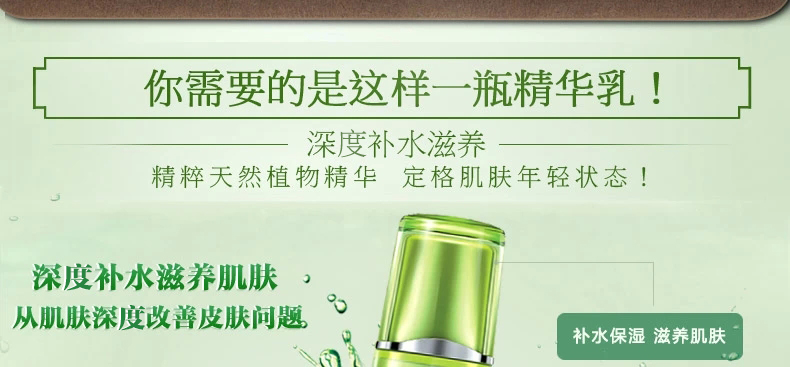 你需要的是这样一瓶精华乳！
深度补水滋养
精粹天然植物精华 定格肌肤年轻状态！
深度补水滋养肌肤
从肌肤深度改善皮肤问题。
补水保湿 滋养肌肤